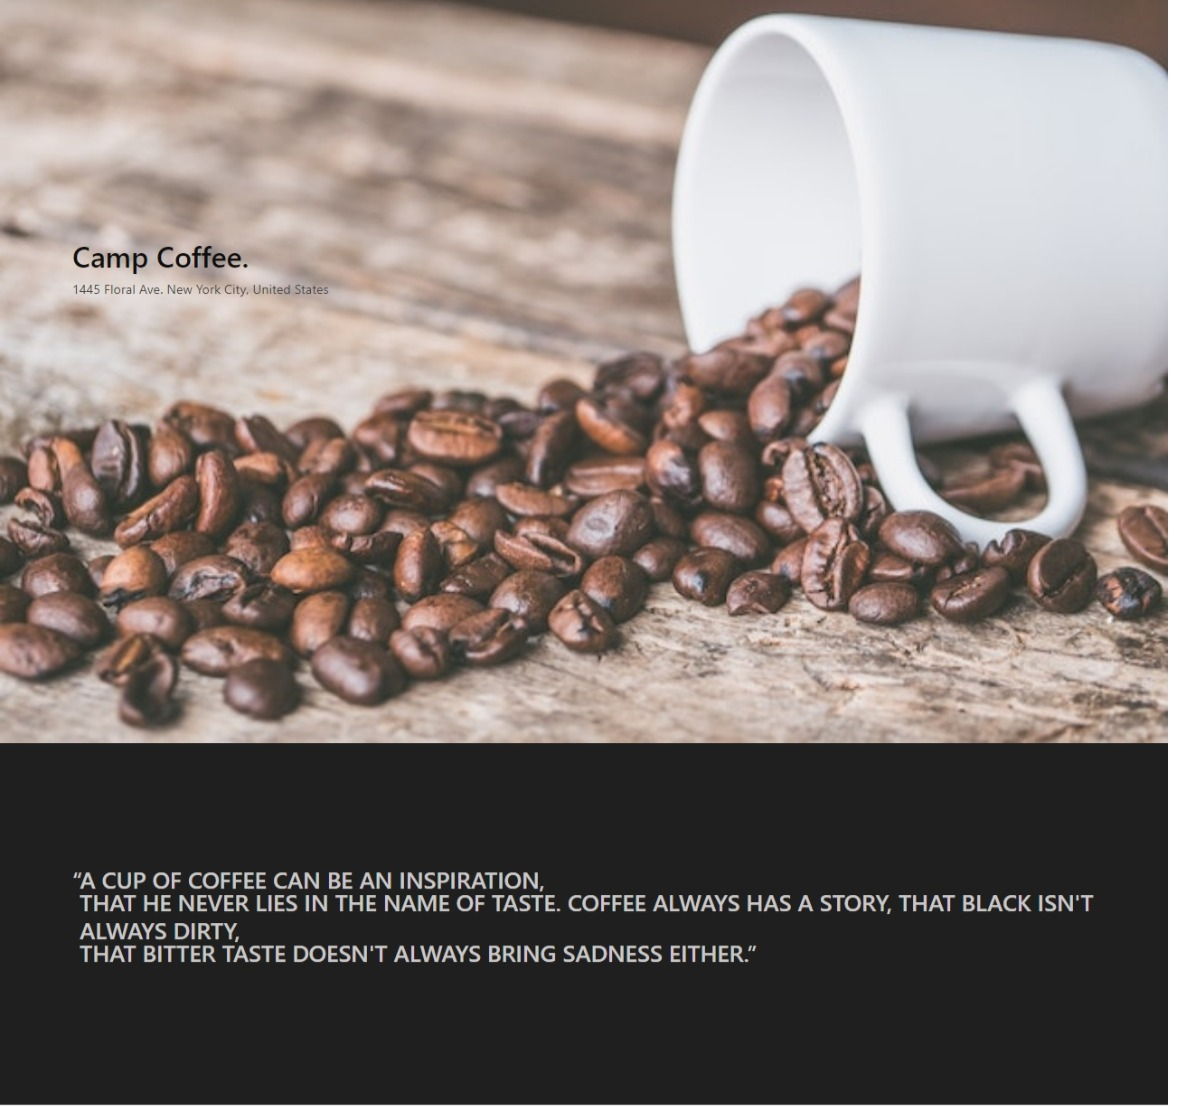 Camp Coffee.
1445 Floral Ave. New York City, United States
“A CUP OF COFFEE CAN BE AN INSPIRATION,
THAT HE NEVER LIES IN THE NAME OF TASTE. COFFEE ALWAYS HAS A STORY, THAT BLACK ISN'T
ALWAYS DIRTY,
THAT BITTER TASTE DOESN'T ALWAYS BRING SADNESS EITHER.”